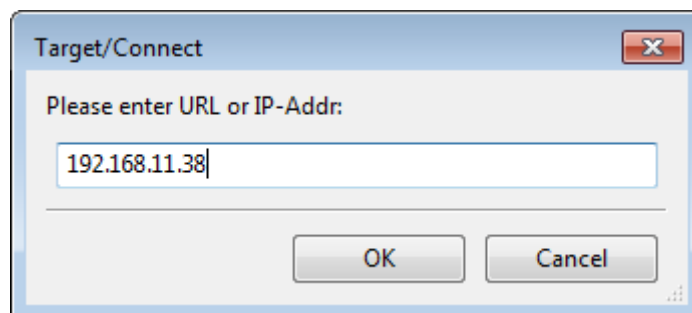 Target/Connect
Please enter URL or IP-Addr:
192.168.11.38
OK Cancel